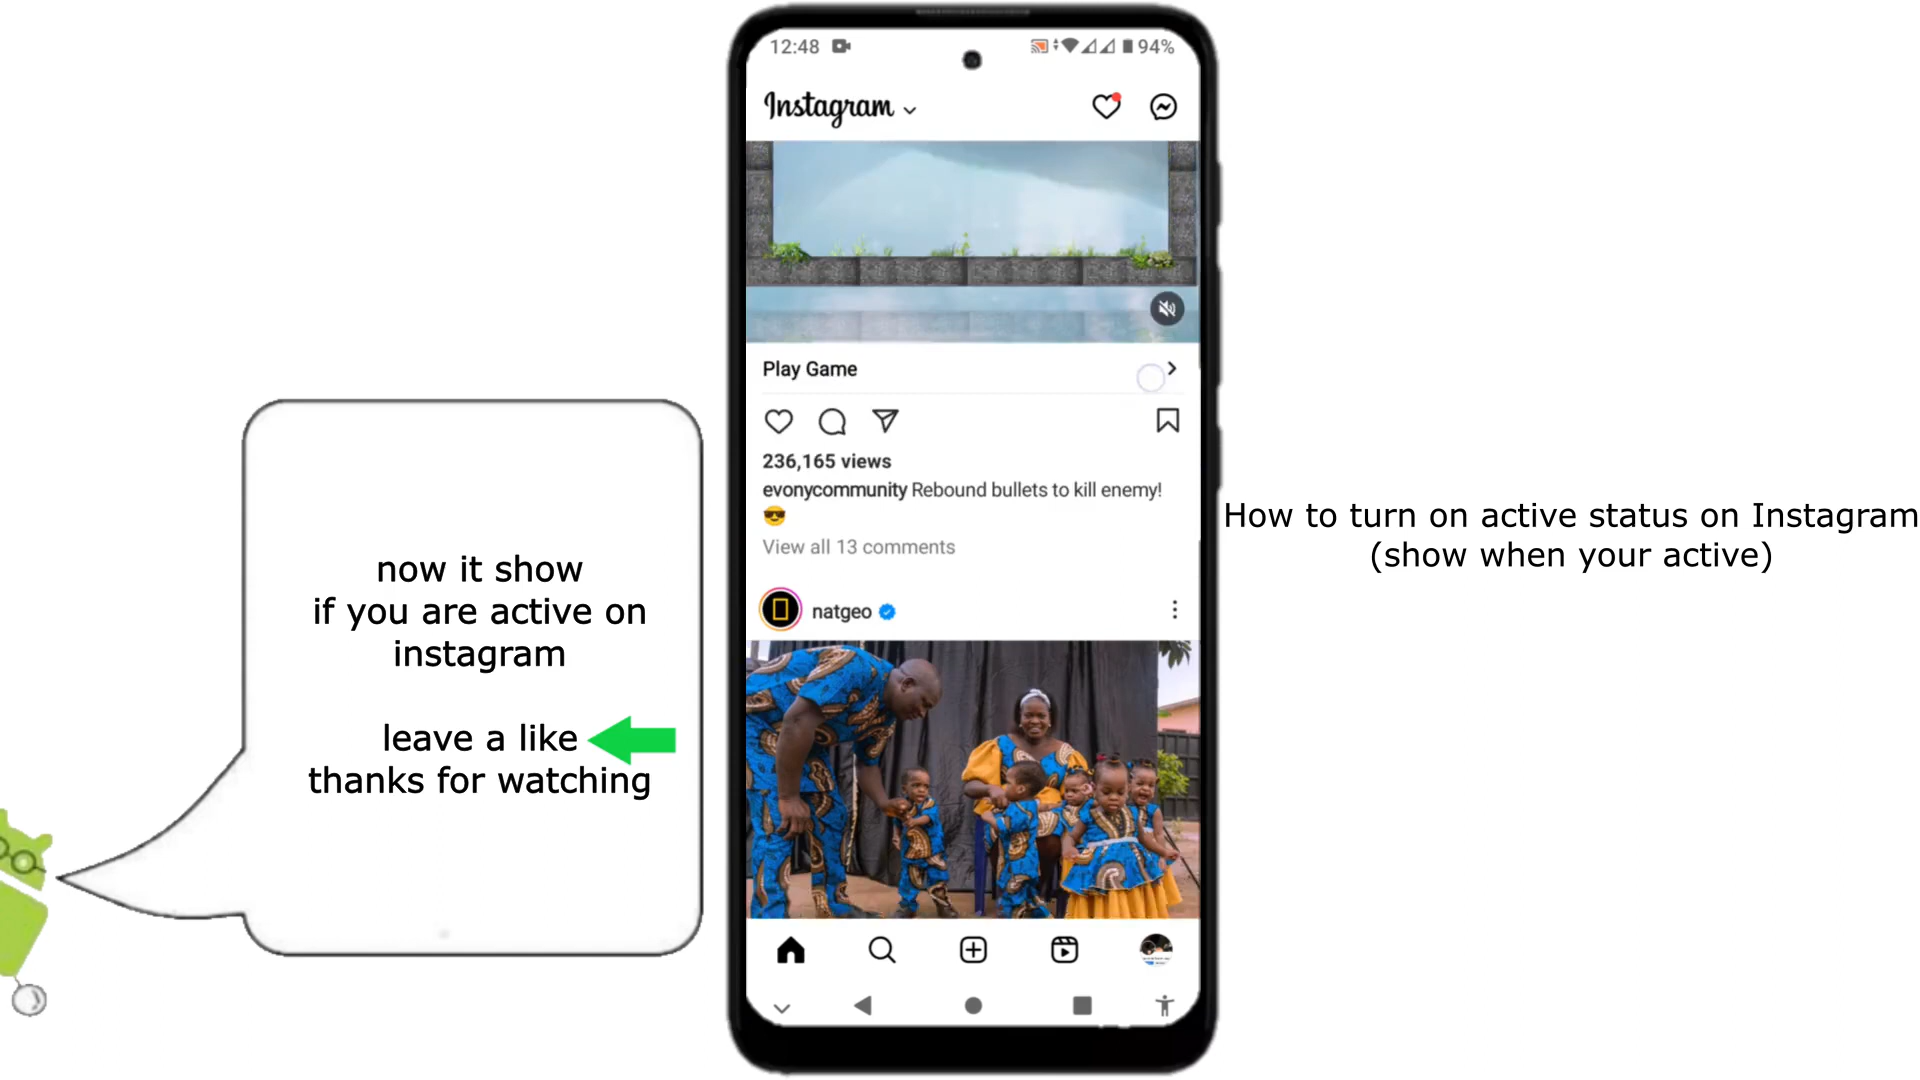 12:48
94%
Instagram
Play Game
236,165 views
evonycommunity Rebound bullets to kill enemy!
😎
View all 13 comments
natgeo
now it show
if you are active on
instagram
leave a like
thanks for watching
How to turn on active status on Instagram
(show when your active)